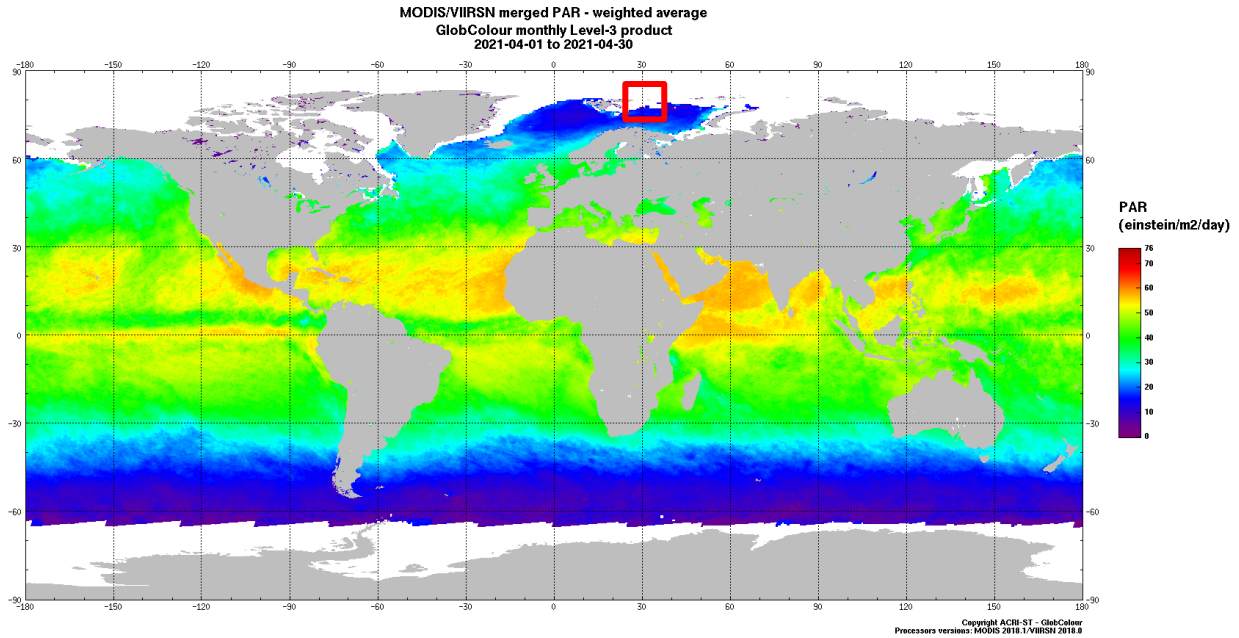 MODIS/VIIRSN merged PAR - weighted average
GlobColour monthly Level-3 product
2021-04-01 to 2021-04-30
-180 -150 -120 -90 -60 -30 0 30 60 90 120 150 180
90 90
60 60
30 30
0 0
-30 -30
-60 -60
-90 -90
-180 -150 -120 -90 -60 -30 0 30 60 90 120 150 180
PAR
(einstein/m2/day)
76
70
60
50
40
30
20
10
0
Copyright ACRI-ST - GlobColour
Processors versions: MODIS 2018.1/VIIRSN 2018.0